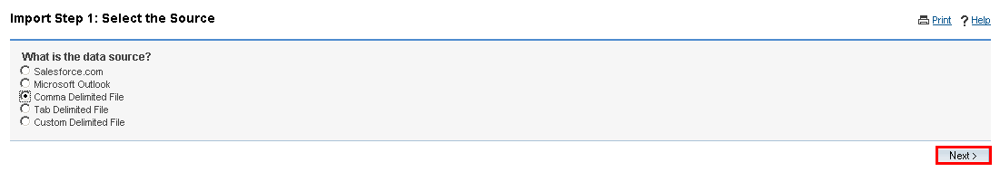 Import Step 1: Select the Source
Print ? Help
What is the data source?
Salesforce.com
Microsoft Outlook
Comma Delimited File
Tab Delimited File
Custom Delimited File
Next >